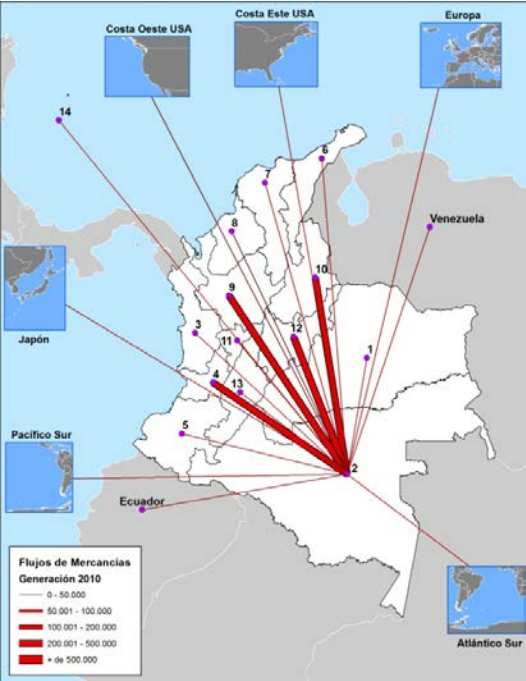 Costa Oeste USA
Costa Este USA
Europa
14
6
7
Venezuela
8
10
9
Japón
3
12
11
1
4
13
5
Pacífico Sur
2
Ecuador
Flujos de Mercancias
Generación 2010
0 - 50.000
50.001 - 100.000
100.001 - 200.000
200.001 - 500.000
+ de 500.000
Atlántico Sur